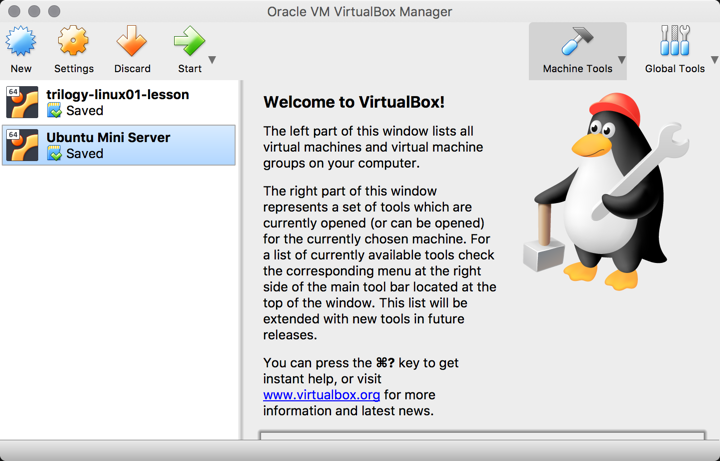 Oracle VM VirtualBox Manager
New
Settings
Discard
Start
Machine Tools
Global Tools
64
trilogy-linux01-lesson
Saved
64
Ubuntu Mini Server
Saved
Welcome to VirtualBox!
The left part of this window lists all
virtual machines and virtual machine
groups on your computer.
The right part of this window
represents a set of tools which are
currently opened (or can be opened)
for the currently chosen machine. For
a list of currently available tools check
the corresponding menu at the right
side of the main tool bar located at the
top of the window. This list will be
extended with new tools in future
releases.
You can press the ⌘? key to get
instant help, or visit
www.virtualbox.org for more
information and latest news.